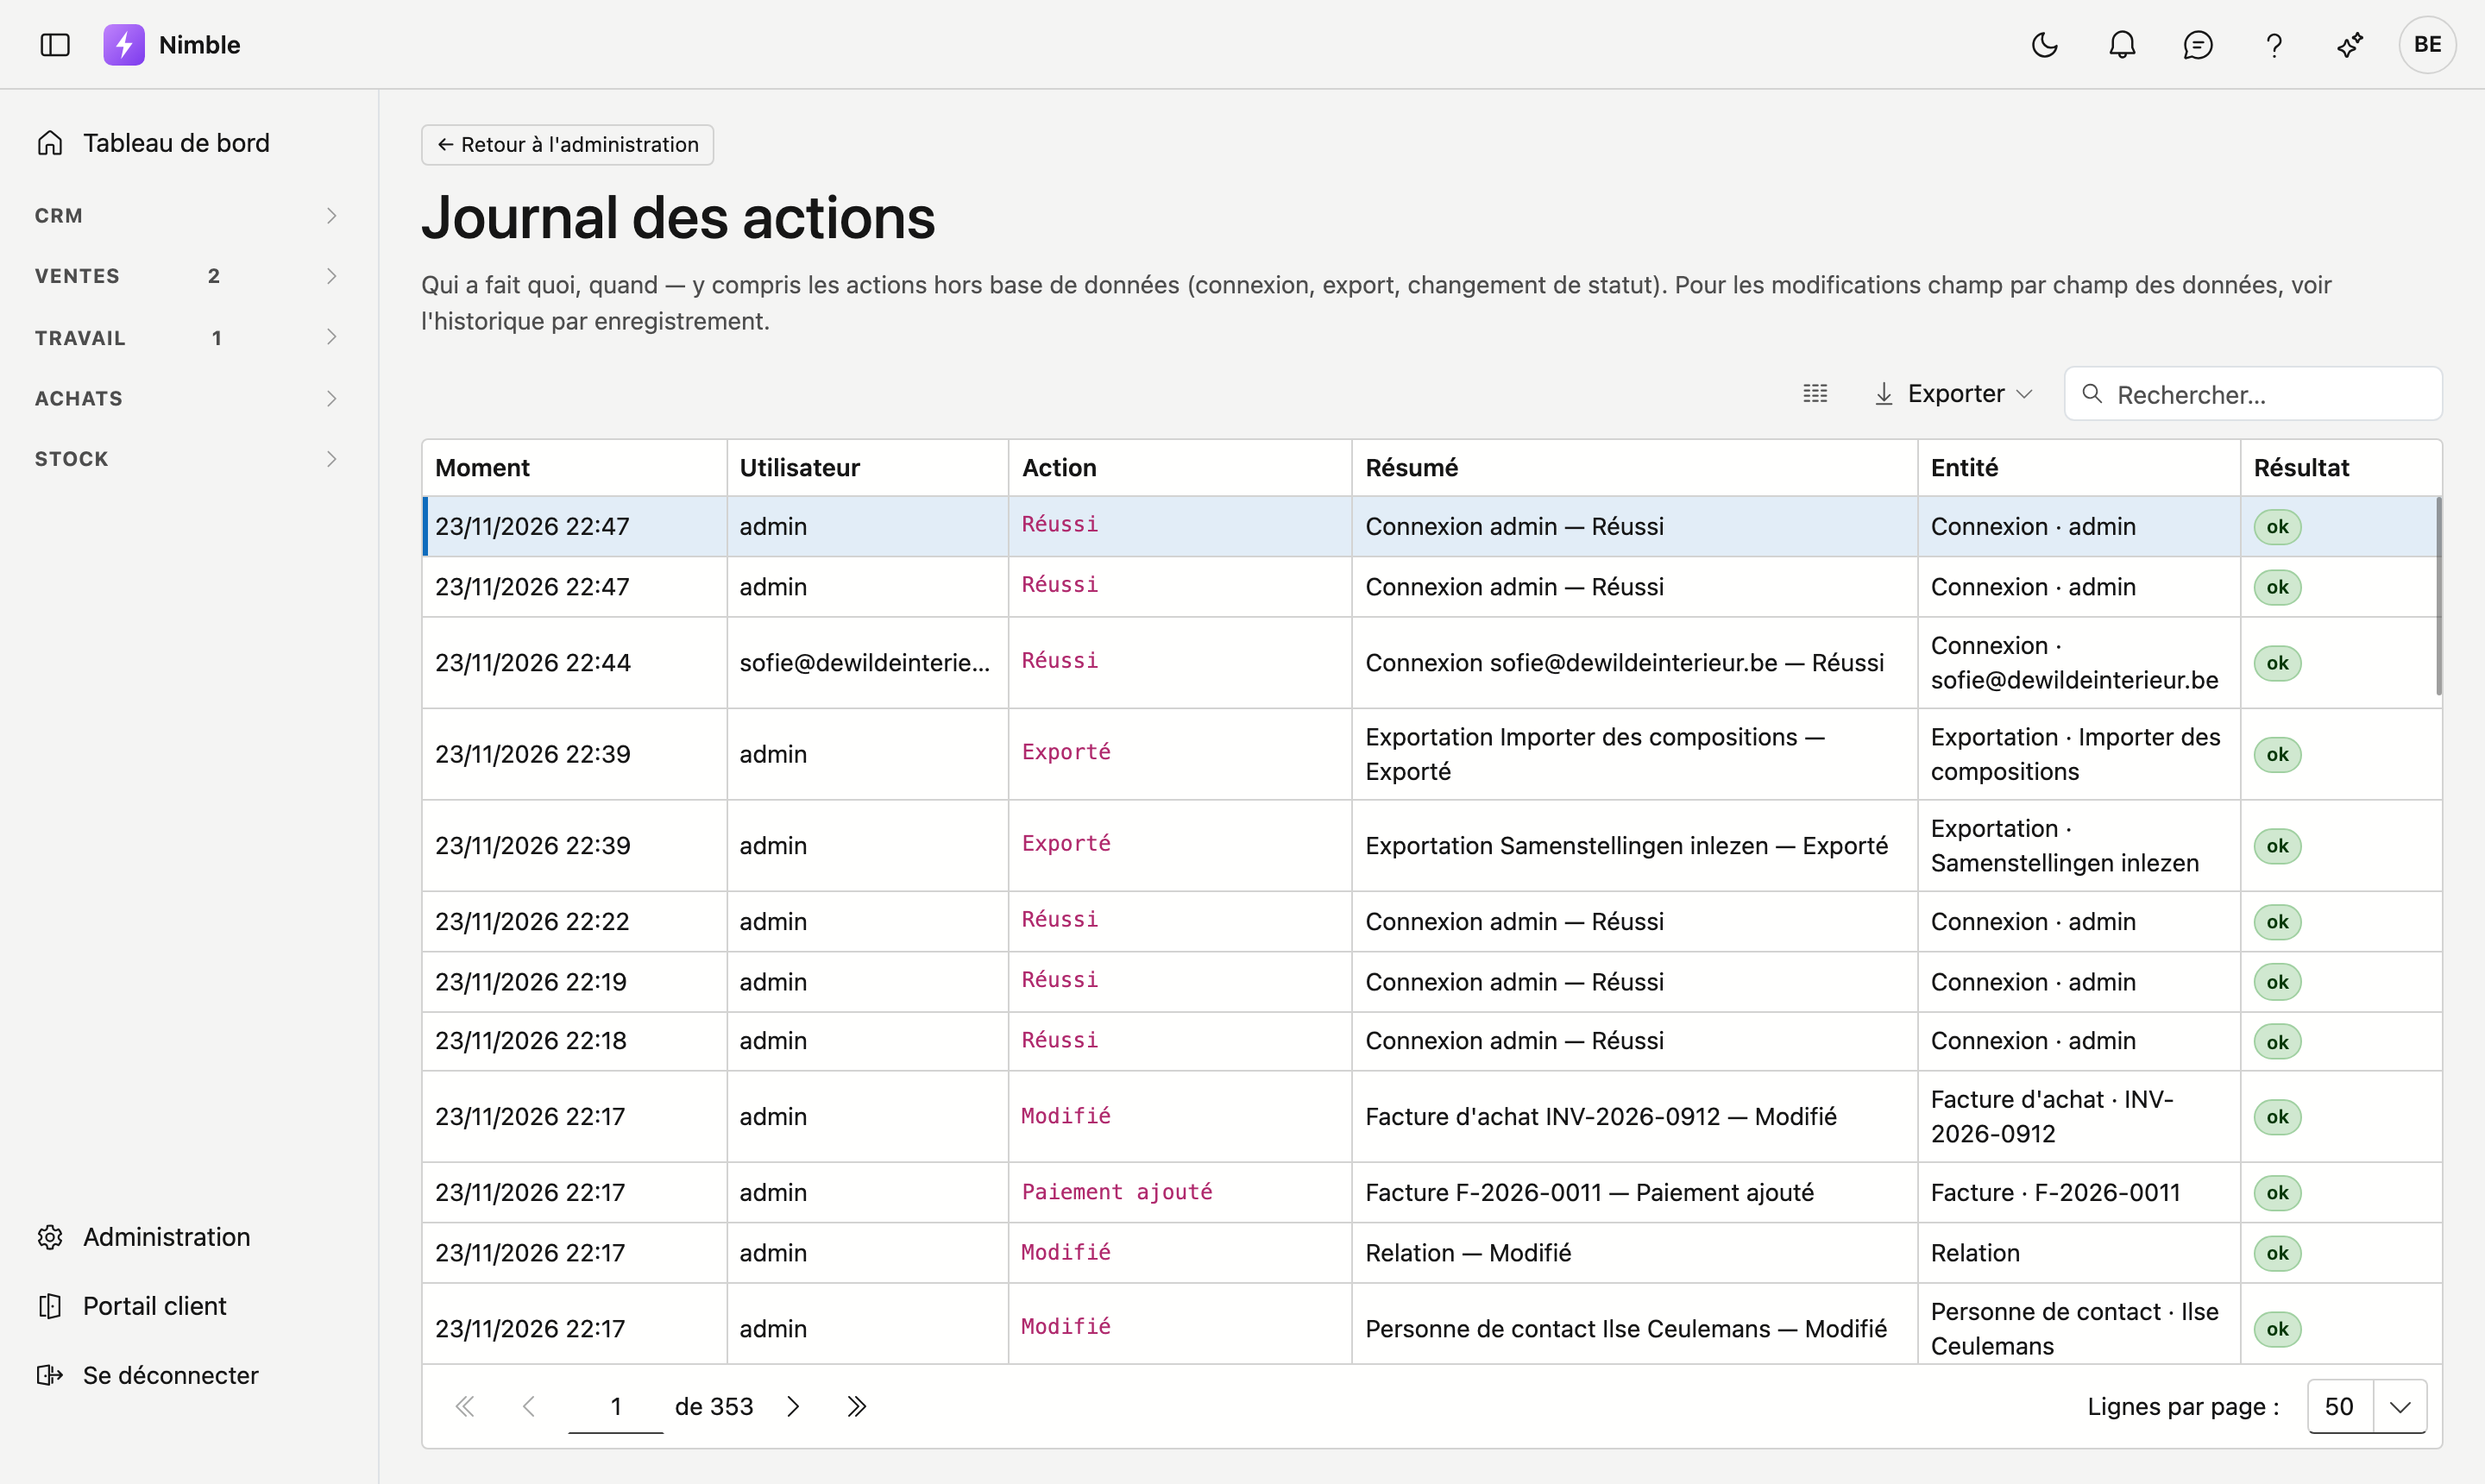 Nimble
BE
Tableau de bord
CRM
VENTES 2
TRAVAIL 1
ACHATS
STOCK
Administration
Portail client
Se déconnecter
← Retour à l'administration
Journal des actions
Qui a fait quoi, quand — y compris les actions hors base de données (connexion, export, changement de statut). Pour les modifications champ par champ des données, voir
l'historique par enregistrement.
Exporter
Rechercher...
Moment Utilisateur Action Résumé Entité Résultat
23/11/2026 22:47 admin Réussi Connexion admin — Réussi Connexion · admin ok
23/11/2026 22:47 admin Réussi Connexion admin — Réussi Connexion · admin ok
23/11/2026 22:44 sofie@dewildeinterie... Réussi Connexion sofie@dewildeinterieur.be — Réussi Connexion ·
sofie@dewildeinterieur.be ok
23/11/2026 22:39 admin Exporté Exportation Importer des compositions —
Exporté Exportation · Importer des
compositions ok
23/11/2026 22:39 admin Exporté Exportation Samenstellingen inlezen — Exporté Exportation ·
Samenstellingen inlezen ok
23/11/2026 22:22 admin Réussi Connexion admin — Réussi Connexion · admin ok
23/11/2026 22:19 admin Réussi Connexion admin — Réussi Connexion · admin ok
23/11/2026 22:18 admin Réussi Connexion admin — Réussi Connexion · admin ok
23/11/2026 22:17 admin Modifié Facture d'achat INV-2026-0912 — Modifié Facture d'achat · INV-
2026-0912 ok
23/11/2026 22:17 admin Paiement ajouté Facture F-2026-0011 — Paiement ajouté Facture · F-2026-0011 ok
23/11/2026 22:17 admin Modifié Relation — Modifié Relation ok
23/11/2026 22:17 admin Modifié Personne de contact Ilse Ceulemans — Modifié Personne de contact · Ilse
Ceulemans ok
1 de 353
Lignes par page : 50